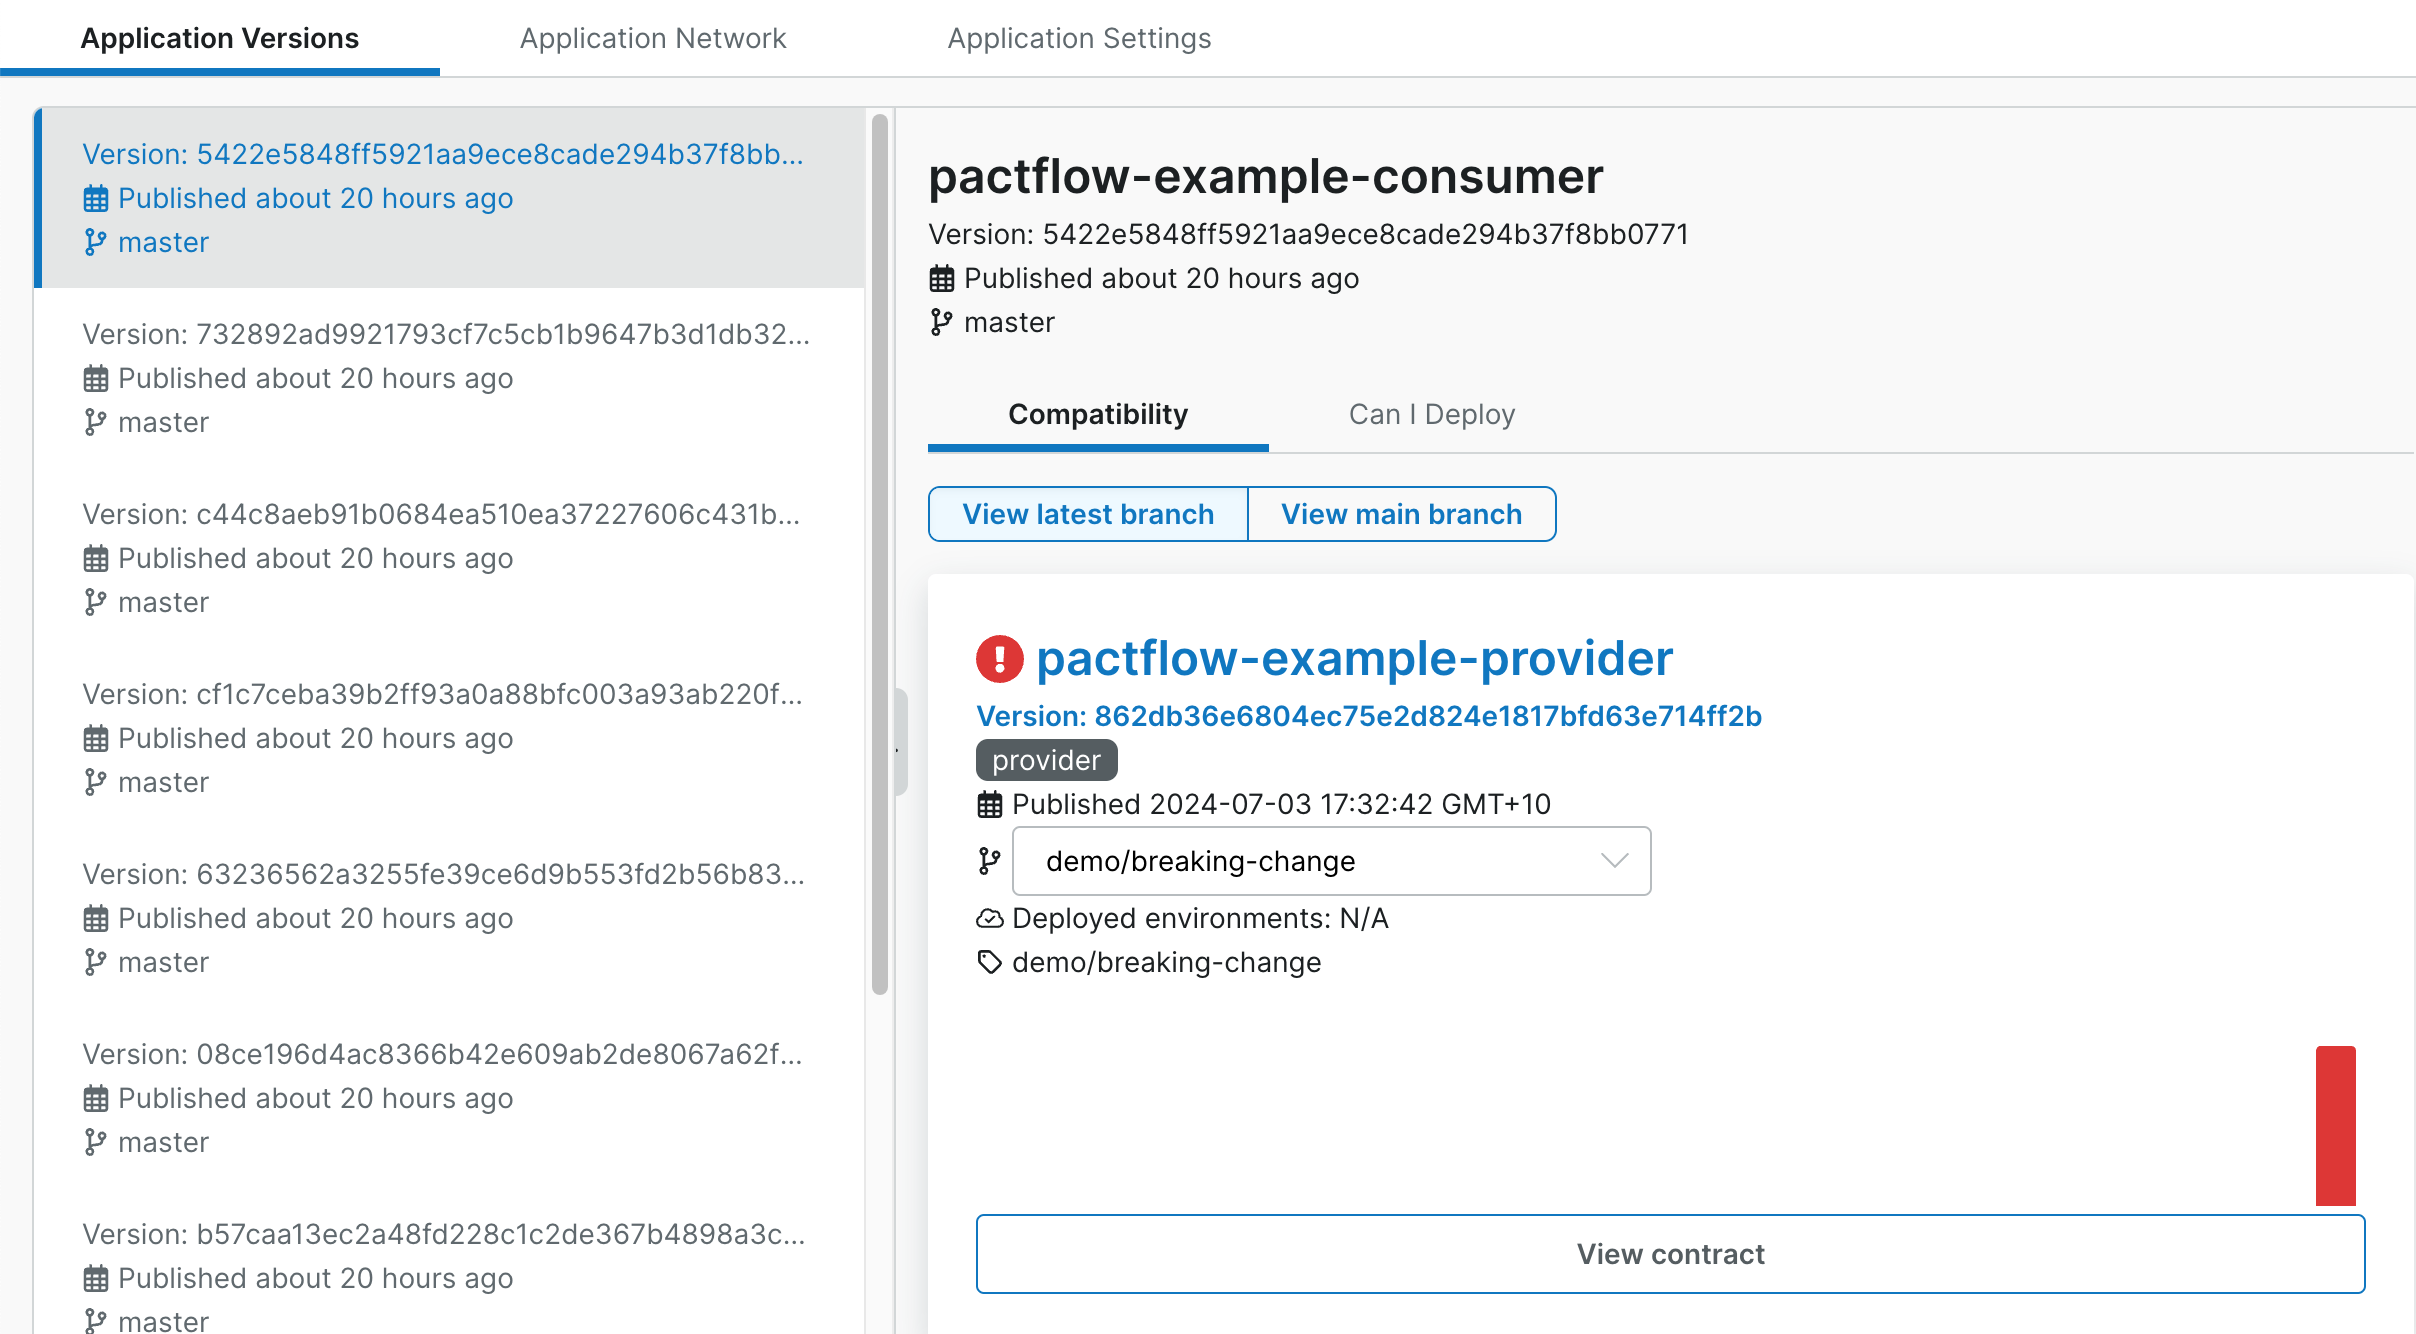 Application Versions
Application Network
Application Settings
Version: 5422e5848ff5921aa9ece8cade294b37f8bb...
Published about 20 hours ago
master
Version: 732892ad9921793cf7c5cb1b9647b3d1db32...
Published about 20 hours ago
master
Version: c44c8aeb91b0684ea510ea37227606c431b...
Published about 20 hours ago
master
Version: cf1c7ceba39b2ff93a0a88bfc003a93ab220f...
Published about 20 hours ago
master
Version: 63236562a3255fe39ce6d9b553fd2b56b83...
Published about 20 hours ago
master
Version: 08ce196d4ac8366b42e609ab2de8067a62f...
Published about 20 hours ago
master
Version: b57caa13ec2a48fd228c1c2de367b4898a3c...
Published about 20 hours ago
master
pactflow-example-consumer
Version: 5422e5848ff5921aa9ece8cade294b37f8bb0771
Published about 20 hours ago
master
Compatibility
Can I Deploy
View latest branch
View main branch
pactflow-example-provider
Version: 862db36e6804ec75e2d824e1817bfd63e714ff2b
provider
Published 2024-07-03 17:32:42 GMT+10
demo/breaking-change
Deployed environments: N/A
demo/breaking-change
View contract